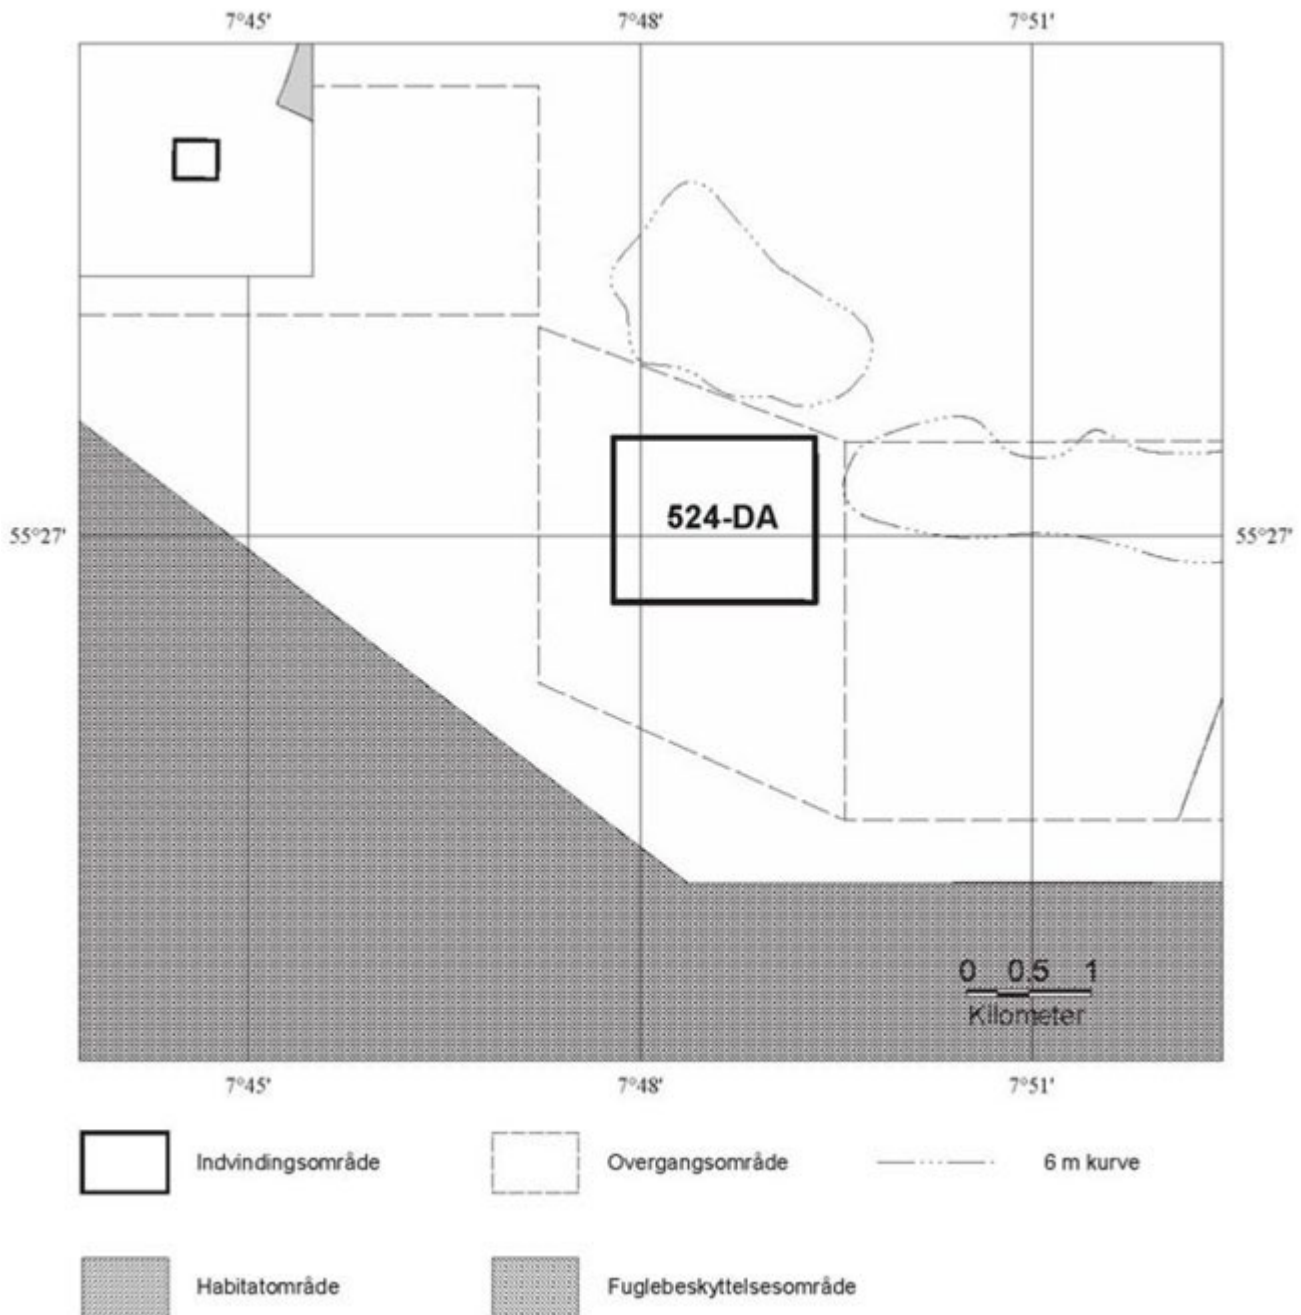 7°45' 7°48' 7°51'
524-DA
55°27' 55°27'
0 0.5 1
Kilometer
7°45' 7°48' 7°51'
Indvindingsområde Overgangsområde 6 m kurve
Habitatområde Fuglebeskyttelsesområde